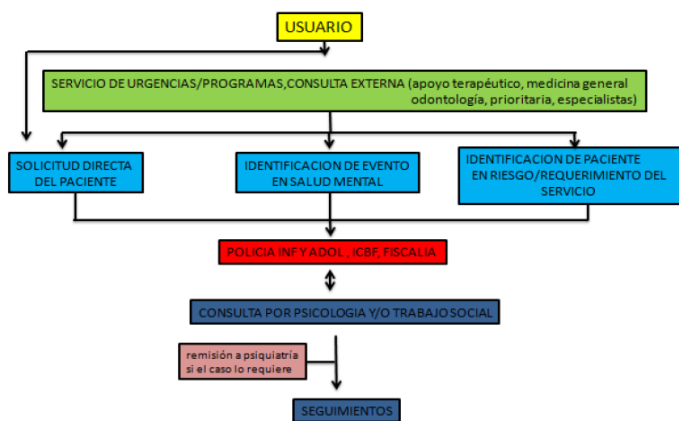 USUARIO
SERVICIO DE URGENCIAS/PROGRAMAS,CONSULTA EXTERNA (apoyo terapéutico, medicina general
odontología, prioritaria, especialistas)
SOLICITUD DIRECTA
DEL PACIENTE
IDENTIFICACION DE EVENTO
EN SALUD MENTAL
IDENTIFICACION DE PACIENTE
EN RIESGO/REQUERIMIENTO DEL
SERVICIO
POLICIA INF Y ADOL , ICBF, FISCALIA
CONSULTA POR PSICOLOGIA Y/O TRABAJO SOCIAL
remisión a psiquiatría
si el caso lo requiere
SEGUIMIENTOS